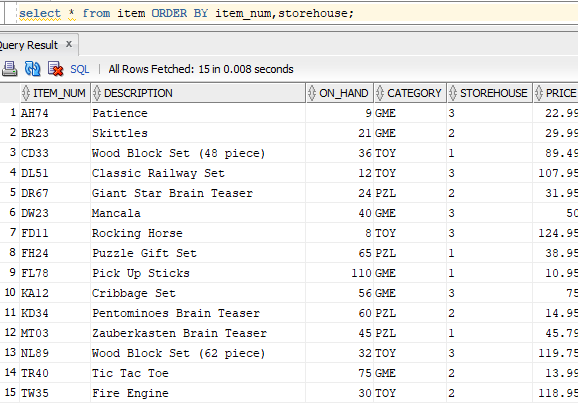 select * from item ORDER BY item_num,storehouse;
Query Result x
SQL | All Rows Fetched: 15 in 0.008 seconds
ITEM_NUM DESCRIPTION ON_HAND CATEGORY STOREHOUSE PRICE
1 AH74 Patience 9 GME 3 22.99
2 BR23 Skittles 21 GME 2 29.99
3 CD33 Wood Block Set (48 piece) 36 TOY 1 89.49
4 DL51 Classic Railway Set 12 TOY 3 107.95
5 DR67 Giant Star Brain Teaser 24 PZL 2 31.95
6 DW23 Mancala 40 GME 3 50
7 FD11 Rocking Horse 8 TOY 3 124.95
8 FH24 Puzzle Gift Set 65 PZL 1 38.95
9 FL78 Pick Up Sticks 110 GME 1 10.95
10 KA12 Cribbage Set 56 GME 3 75
11 KD34 Pentominoes Brain Teaser 60 PZL 2 14.95
12 MT03 Zauberkasten Brain Teaser 45 PZL 1 45.79
13 NL89 Wood Block Set (62 piece) 32 TOY 3 119.75
14 TR40 Tic Tac Toe 75 GME 2 13.99
15 TW35 Fire Engine 30 TOY 2 118.95